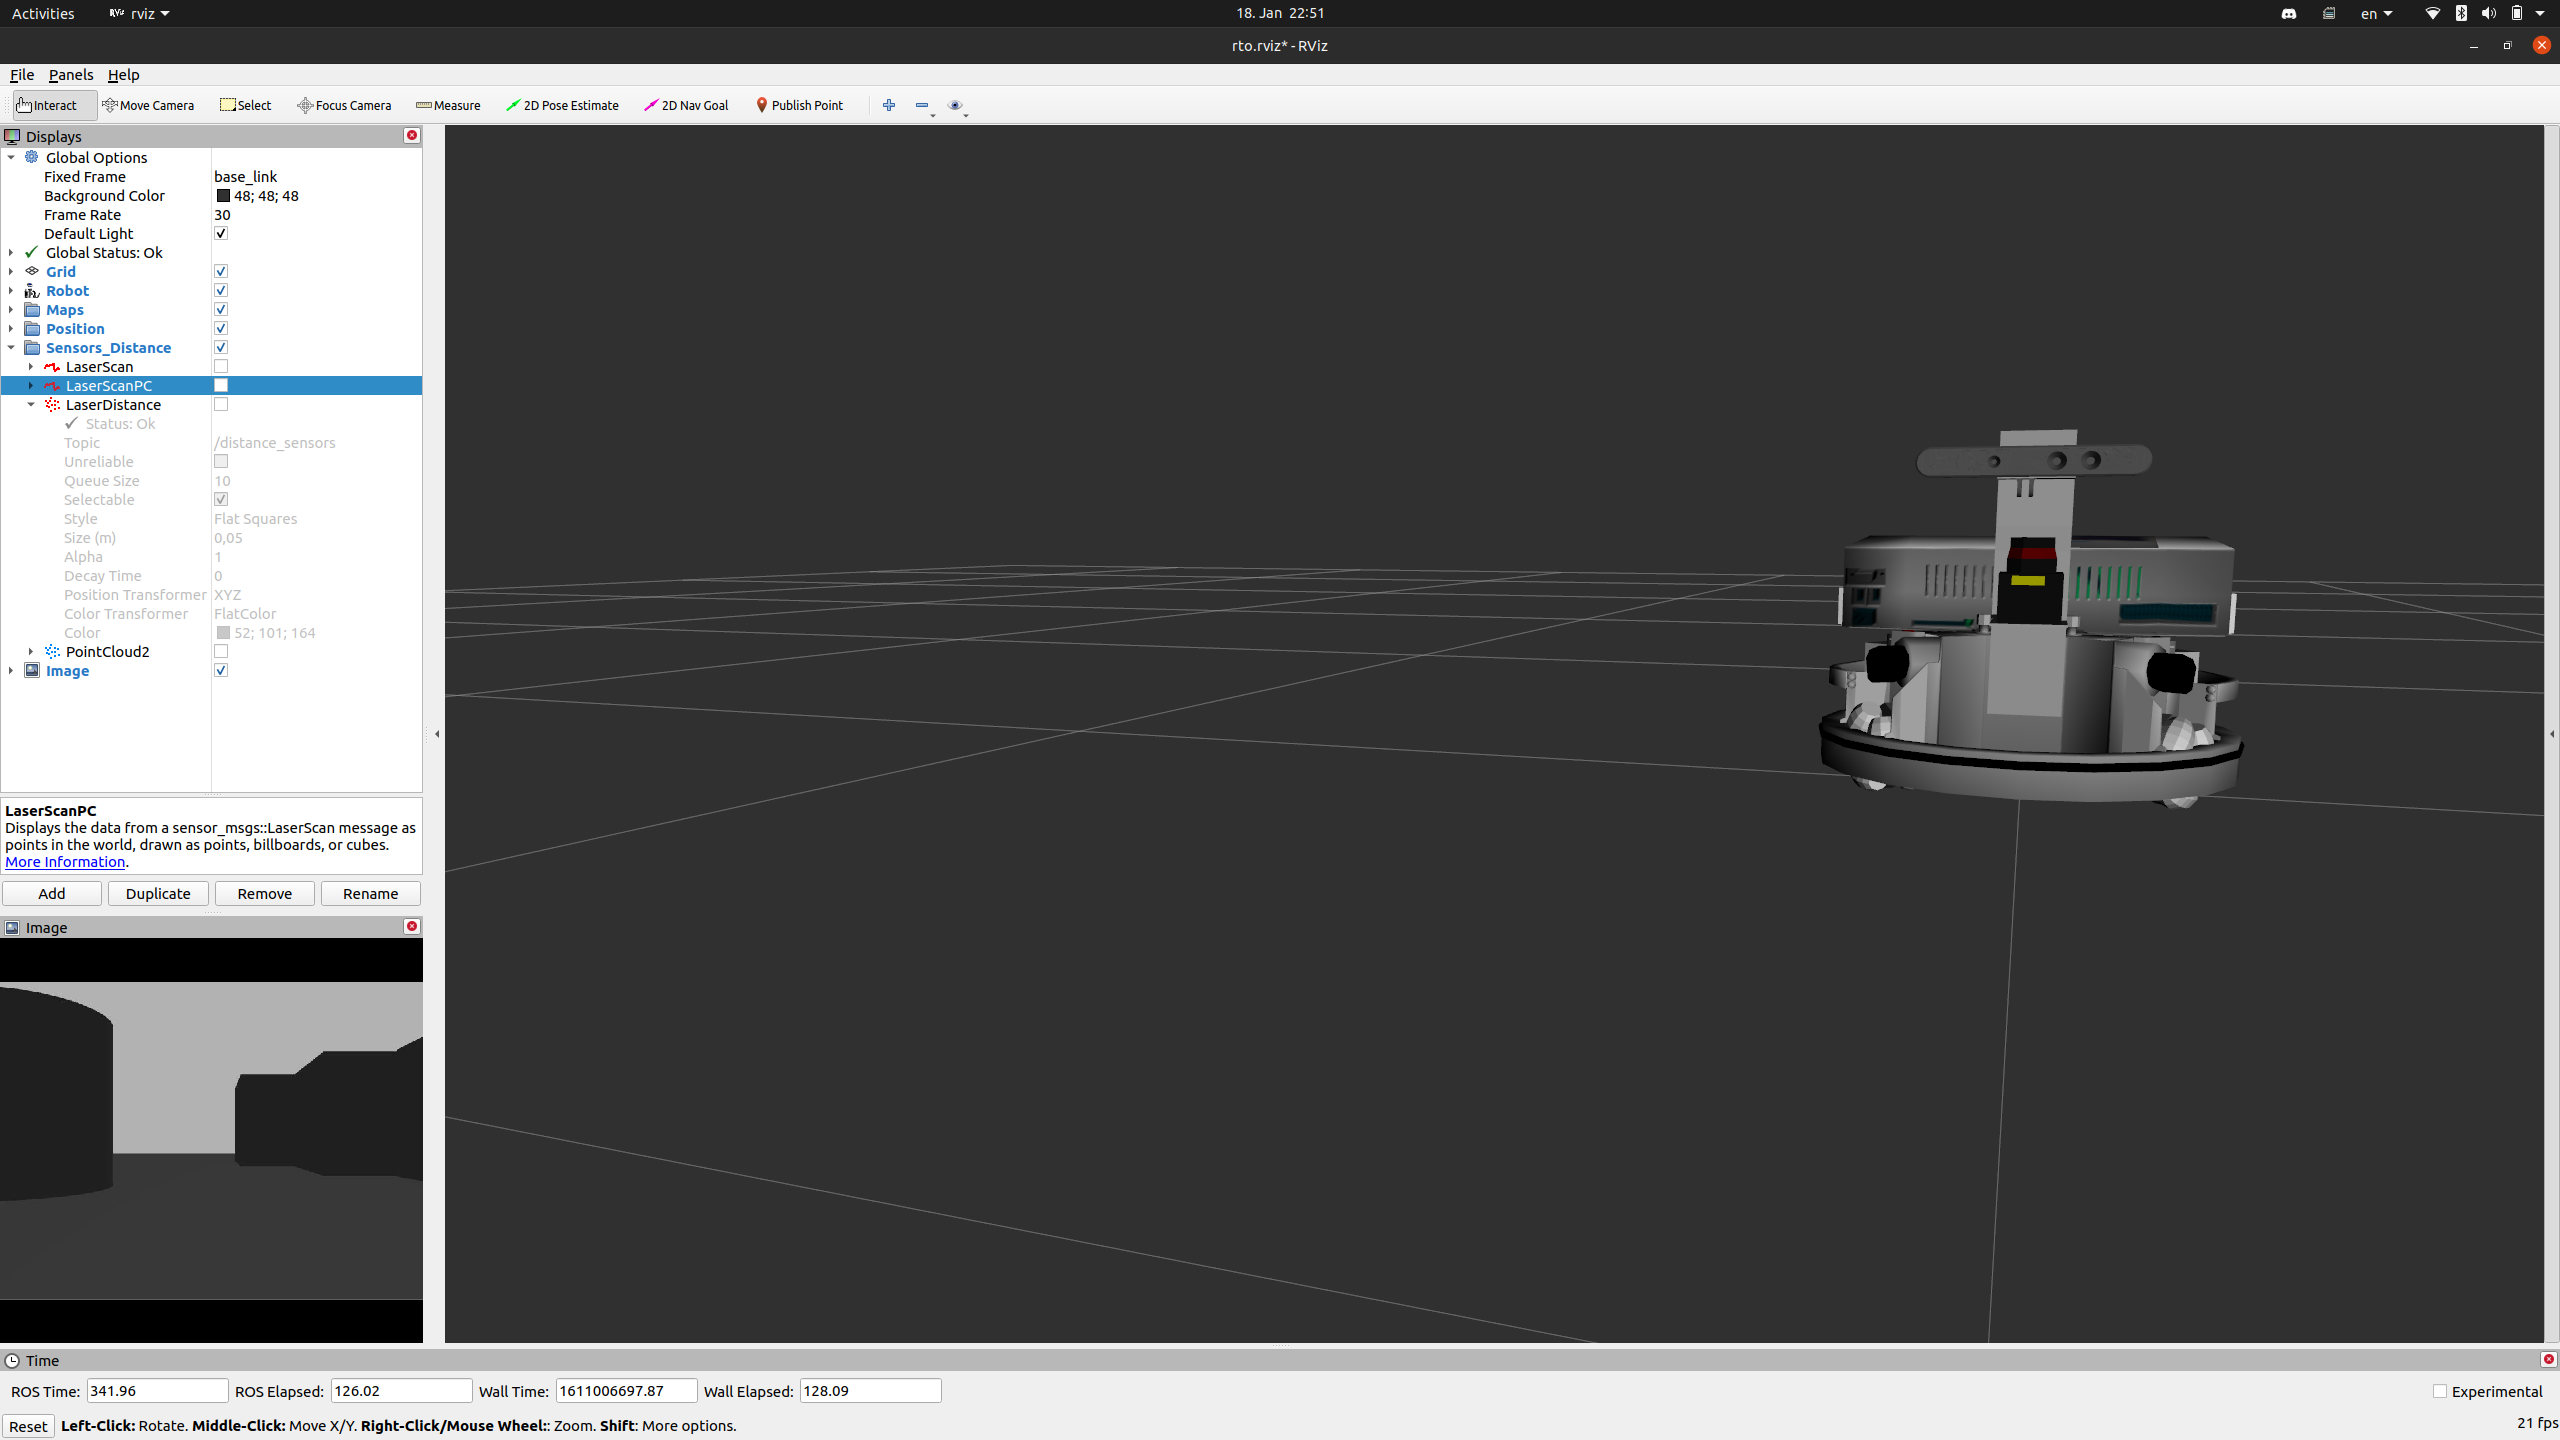 Activities RViz rviz 18. Jan 22:51 en
rto.rviz* - RViz
File Panels Help
Interact Move Camera Select Focus Camera Measure 2D Pose Estimate 2D Nav Goal Publish Point
Displays
Global Options
Fixed Frame base_link
Background Color 48; 48; 48
Frame Rate 30
Default Light
Global Status: Ok
Grid
Robot
Maps
Position
Sensors_Distance
LaserScan
LaserScanPC
LaserDistance
Status: Ok
Topic /distance_sensors
Unreliable
Queue Size 10
Selectable
Style Flat Squares
Size (m) 0,05
Alpha 1
Decay Time 0
Position Transformer XYZ
Color Transformer FlatColor
Color 52; 101; 164
PointCloud2
Image
LaserScanPC
Displays the data from a sensor_msgs::LaserScan message as
points in the world, drawn as points, billboards, or cubes.
More Information.
Add Duplicate Remove Rename
Image
Time
ROS Time: 341.96 ROS Elapsed: 126.02 Wall Time: 1611006697.87 Wall Elapsed: 128.09 Experimental
Reset Left-Click: Rotate. Middle-Click: Move X/Y. Right-Click/Mouse Wheel:: Zoom. Shift: More options. 21 fps